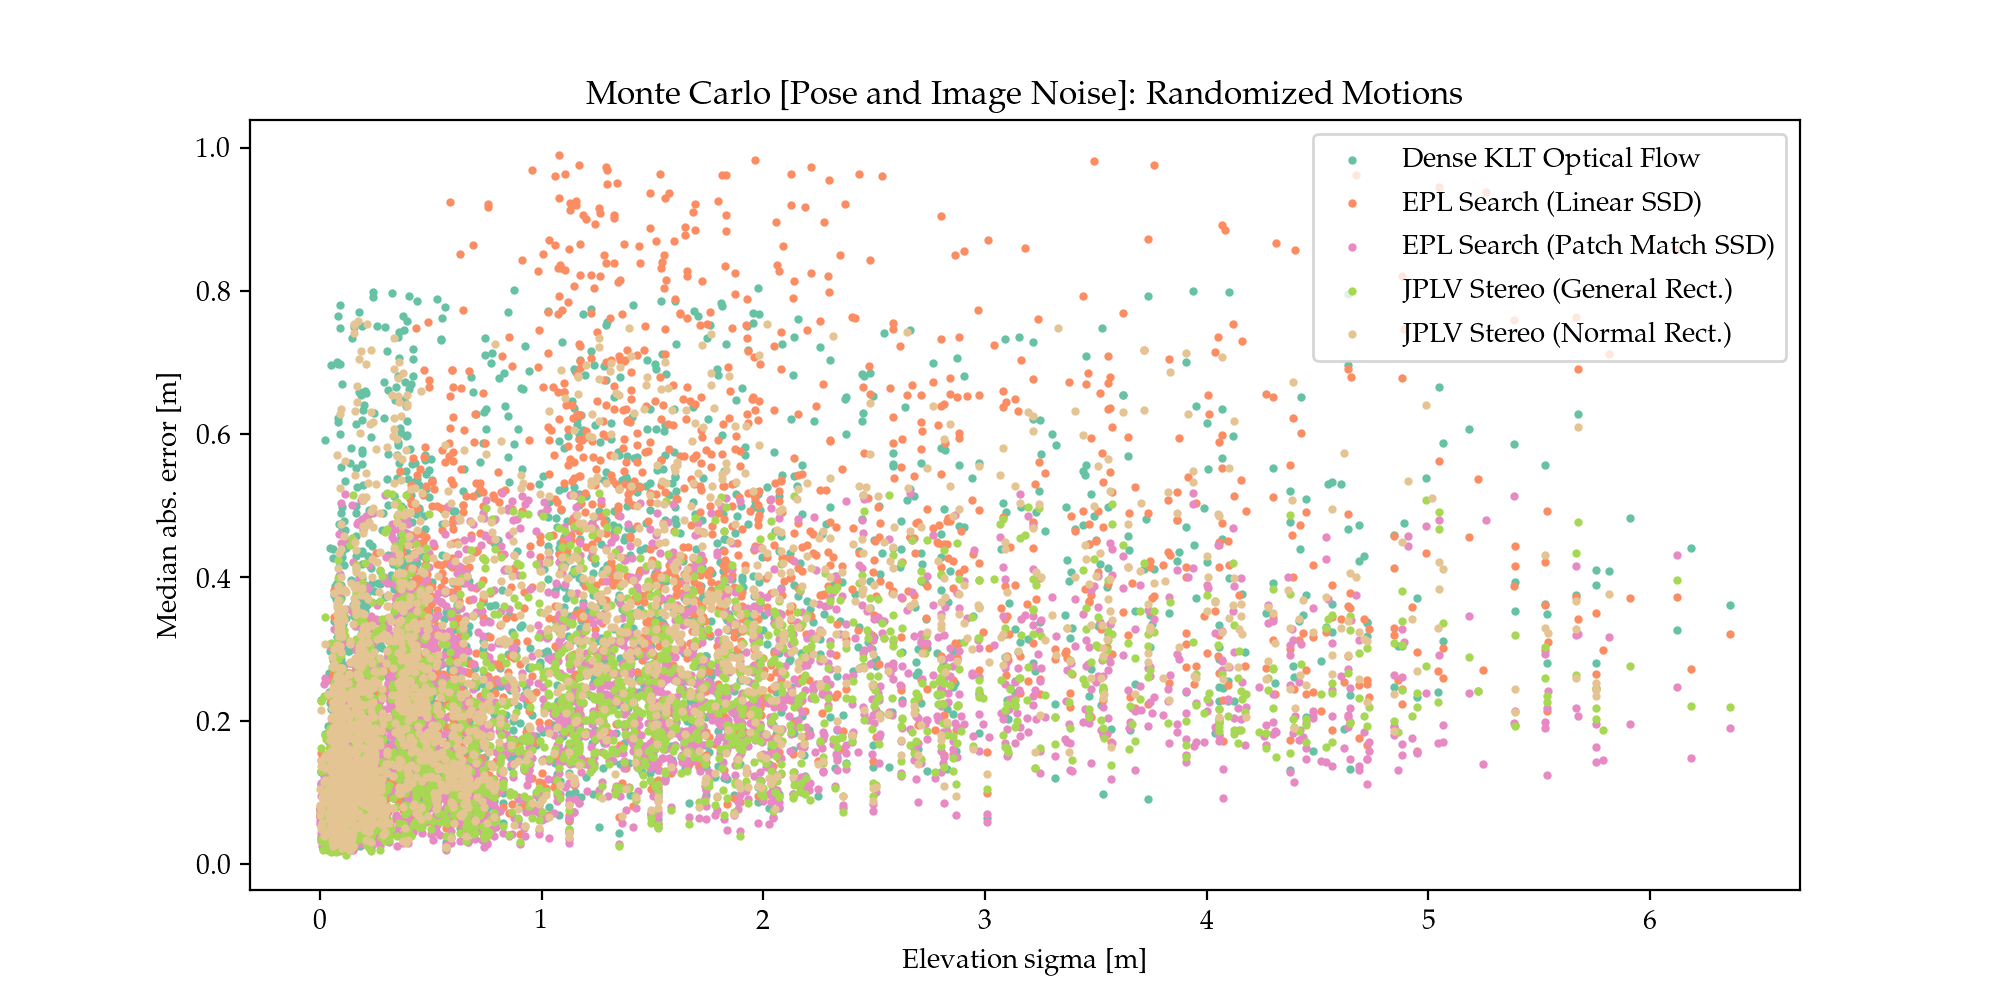 Monte Carlo [Pose and Image Noise]: Randomized Motions
Median abs. error [m]
1.0
0.8
0.6
0.4
0.2
0.0
Dense KLT Optical Flow
EPL Search (Linear SSD)
EPL Search (Patch Match SSD)
JPLV Stereo (General Rect.)
JPLV Stereo (Normal Rect.)
0 1 2 3 4 5 6
Elevation sigma [m]